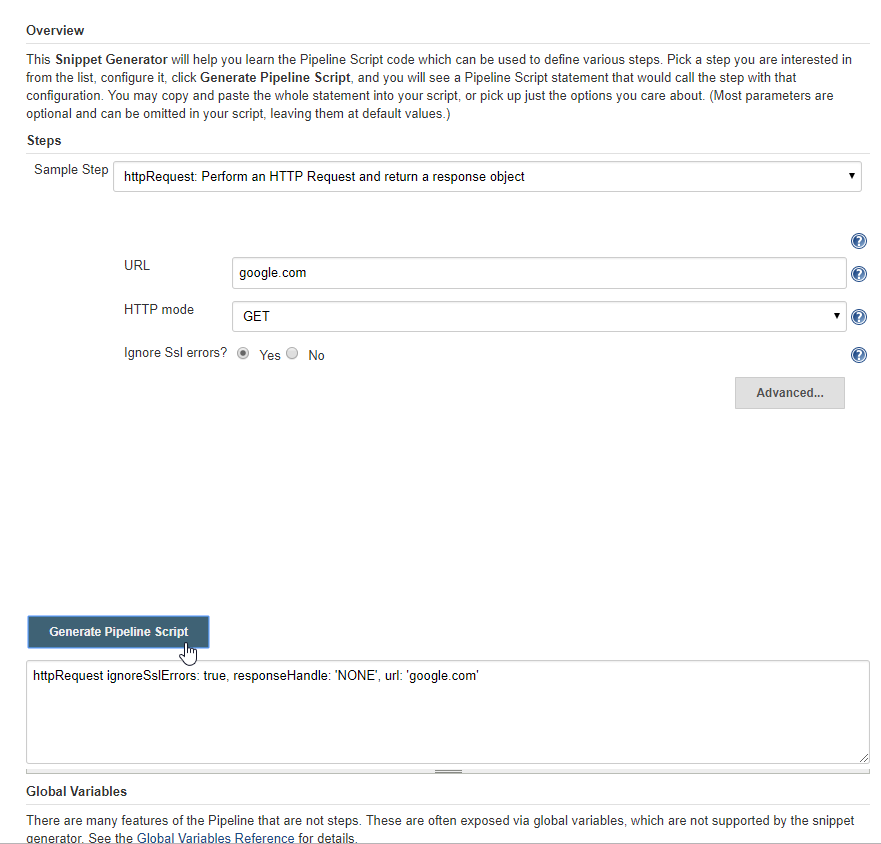 Overview
This Snippet Generator will help you learn the Pipeline Script code which can be used to define various steps. Pick a step you are interested in
from the list, configure it, click Generate Pipeline Script, and you will see a Pipeline Script statement that would call the step with that
configuration. You may copy and paste the whole statement into your script, or pick up just the options you care about. (Most parameters are
optional and can be omitted in your script, leaving them at default values.)
Steps
Sample Step
httpRequest: Perform an HTTP Request and return a response object
URL
google.com
HTTP mode
GET
Ignore Ssl errors?
Yes
No
Advanced...
Generate Pipeline Script
httpRequest ignoreSslErrors: true, responseHandle: 'NONE', url: 'google.com'
Global Variables
There are many features of the Pipeline that are not steps. These are often exposed via global variables, which are not supported by the snippet
generator. See the Global Variables Reference for details.